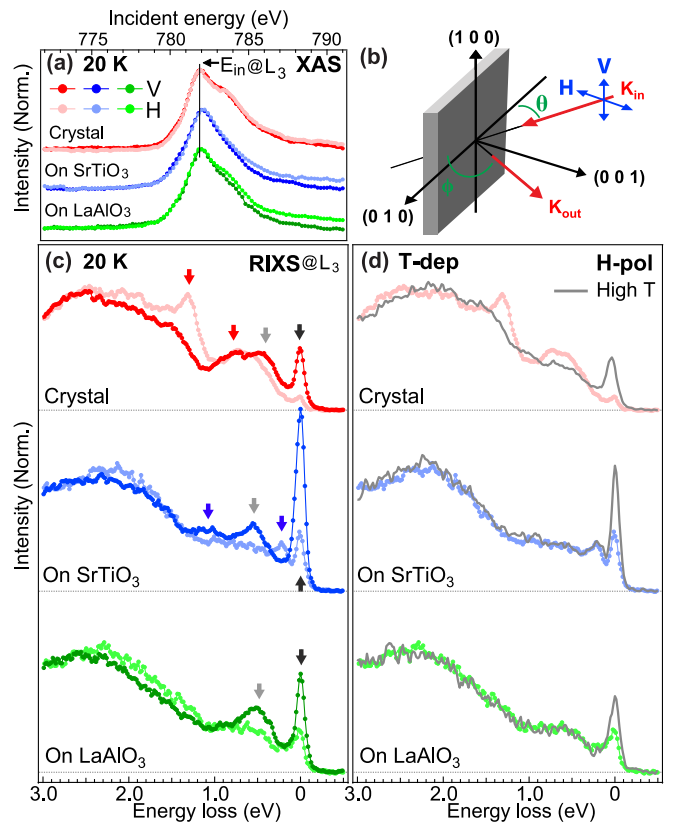 Incident energy (eV)
775 780 785 790
(a) 20 K E_in@L_3 XAS
V
H
Crystal
On SrTiO_3
On LaAlO_3
Intensity (Norm.)
(b)
(1 0 0)
V
H
K_in
θ
ϕ
(0 0 1)
(0 1 0)
K_out
(c) 20 K RIXS@L_3
Crystal
On SrTiO_3
On LaAlO_3
Intensity (Norm.)
3.0 2.0 1.0 0
Energy loss (eV)
(d) T-dep H-pol
High T
Crystal
On SrTiO_3
On LaAlO_3
3.0 2.0 1.0 0
Energy loss (eV)